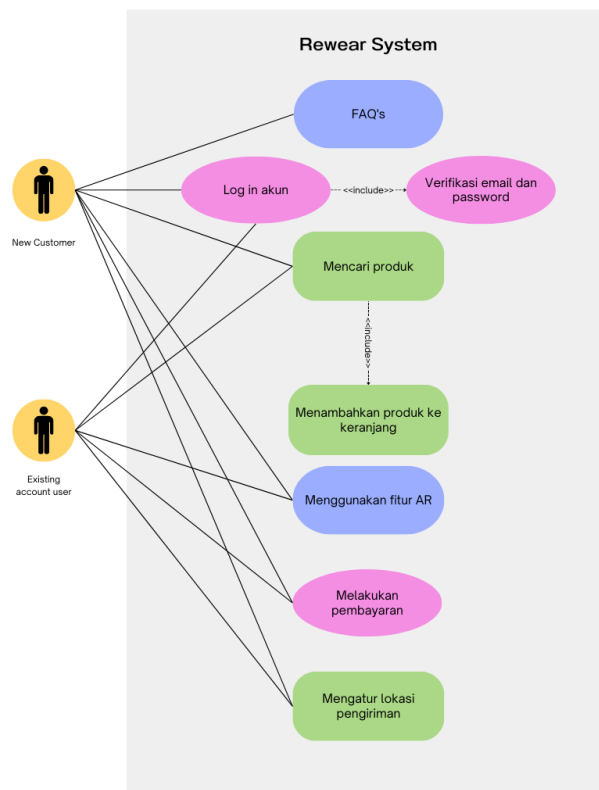 Rewear System
FAQ's
Log in akun
<<include>>
Verifikasi email dan
password
New Customer
Mencari produk
<<include>>
Menambahkan produk ke
keranjang
Existing
account user
Menggunakan fitur AR
Melakukan
pembayaran
Mengatur lokasi
pengiriman